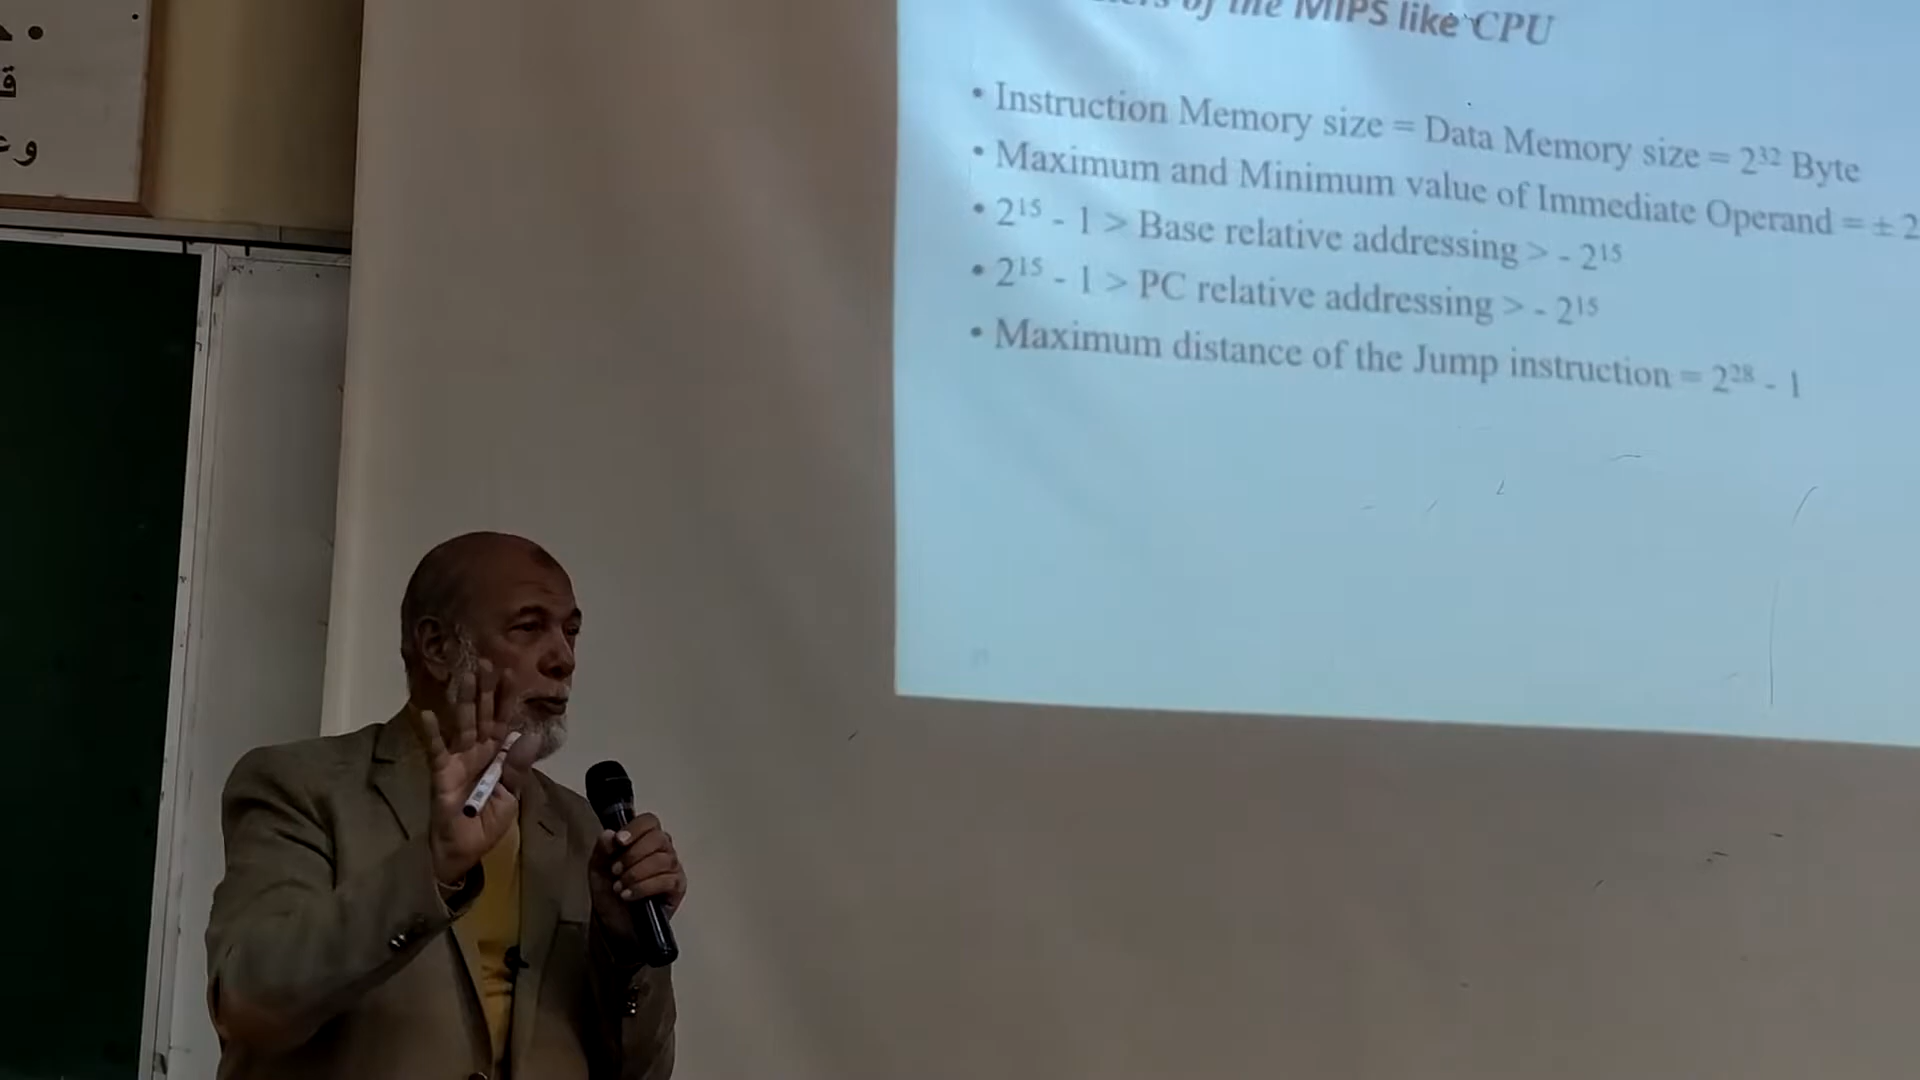 of the MIPS like CPU
• Instruction Memory size = Data Memory size = 2³² Byte
• Maximum and Minimum value of Immediate Operand = ± 2
• 2¹⁵ - 1 > Base relative addressing > - 2¹⁵
• 2¹⁵ - 1 > PC relative addressing > - 2¹⁵
• Maximum distance of the Jump instruction = 2²⁸ - 1